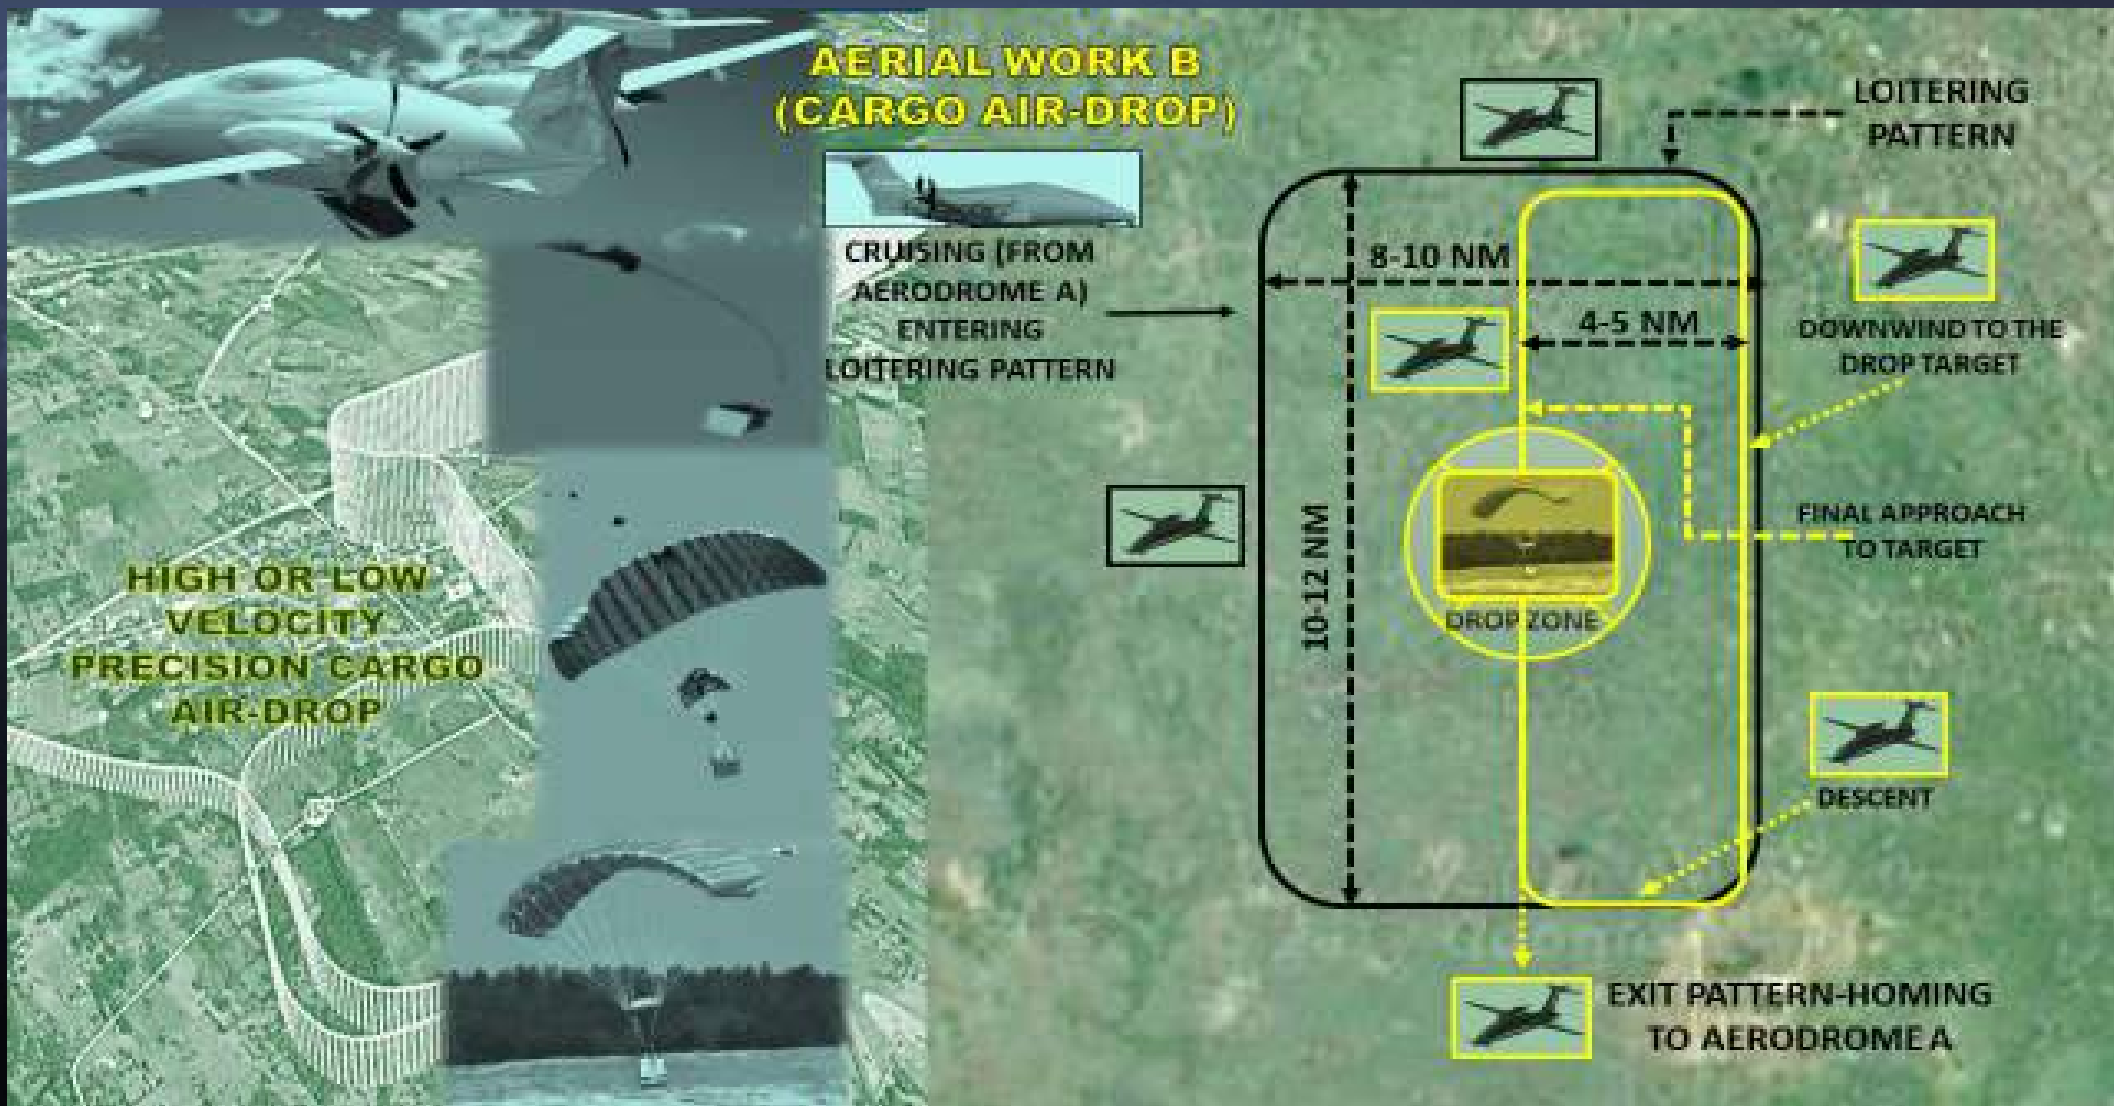 AERIAL WORK B
(CARGO AIR-DROP)
CRUISING (FROM
AERODROME A)
ENTERING
LOITERING PATTERN
HIGH OR LOW
VELOCITY
PRECISION CARGO
AIR-DROP
LOITERING
PATTERN
8-10 NM
4-5 NM
10-12 NM
DOWNWIND TO THE
DROP TARGET
FINAL APPROACH
TO TARGET
DROP ZONE
DESCENT
EXIT PATTERN-HOMING
TO AERODROME A